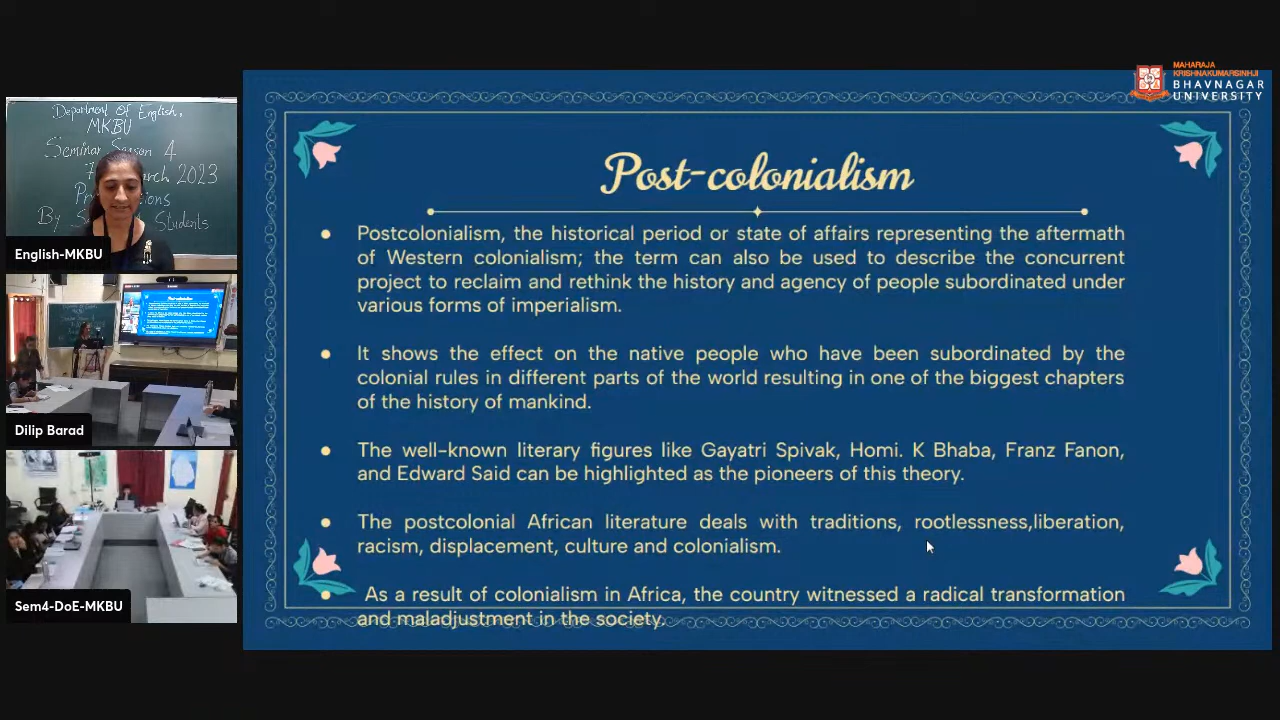 MAHARAJA
KRISHNAKUMARSINHJI
BHAVNAGAR
UNIVERSITY
Department of English,
MKBU
Seminar Season 4
March 2023
By Students
English-MKBU
Dilip Barad
Sem4-DoE-MKBU
Post-colonialism
● Postcolonialism, the historical period or state of affairs representing the aftermath
of Western colonialism; the term can also be used to describe the concurrent
project to reclaim and rethink the history and agency of people subordinated under
various forms of imperialism.
● It shows the effect on the native people who have been subordinated by the
colonial rules in different parts of the world resulting in one of the biggest chapters
of the history of mankind.
● The well-known literary figures like Gayatri Spivak, Homi. K Bhaba, Franz Fanon,
and Edward Said can be highlighted as the pioneers of this theory.
● The postcolonial African literature deals with traditions, rootlessness,liberation,
racism, displacement, culture and colonialism.
● As a result of colonialism in Africa, the country witnessed a radical transformation
and maladjustment in the society.